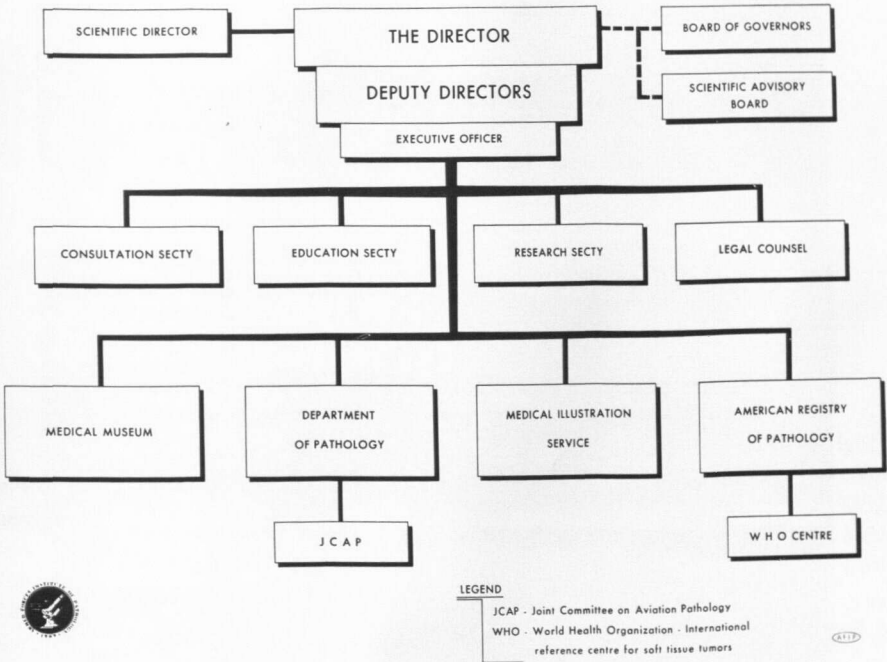 SCIENTIFIC DIRECTOR
THE DIRECTOR
BOARD OF GOVERNORS
DEPUTY DIRECTORS
SCIENTIFIC ADVISORY
BOARD
EXECUTIVE OFFICER
CONSULTATION SECTY
EDUCATION SECTY
RESEARCH SECTY
LEGAL COUNSEL
MEDICAL MUSEUM
DEPARTMENT
OF PATHOLOGY
MEDICAL ILLUSTRATION
SERVICE
AMERICAN REGISTRY
OF PATHOLOGY
J C A P
W H O CENTRE
LEGEND
JCAP - Joint Committee on Aviation Pathology
WHO - World Health Organization - International
reference centre for soft tissue tumors
AFIP